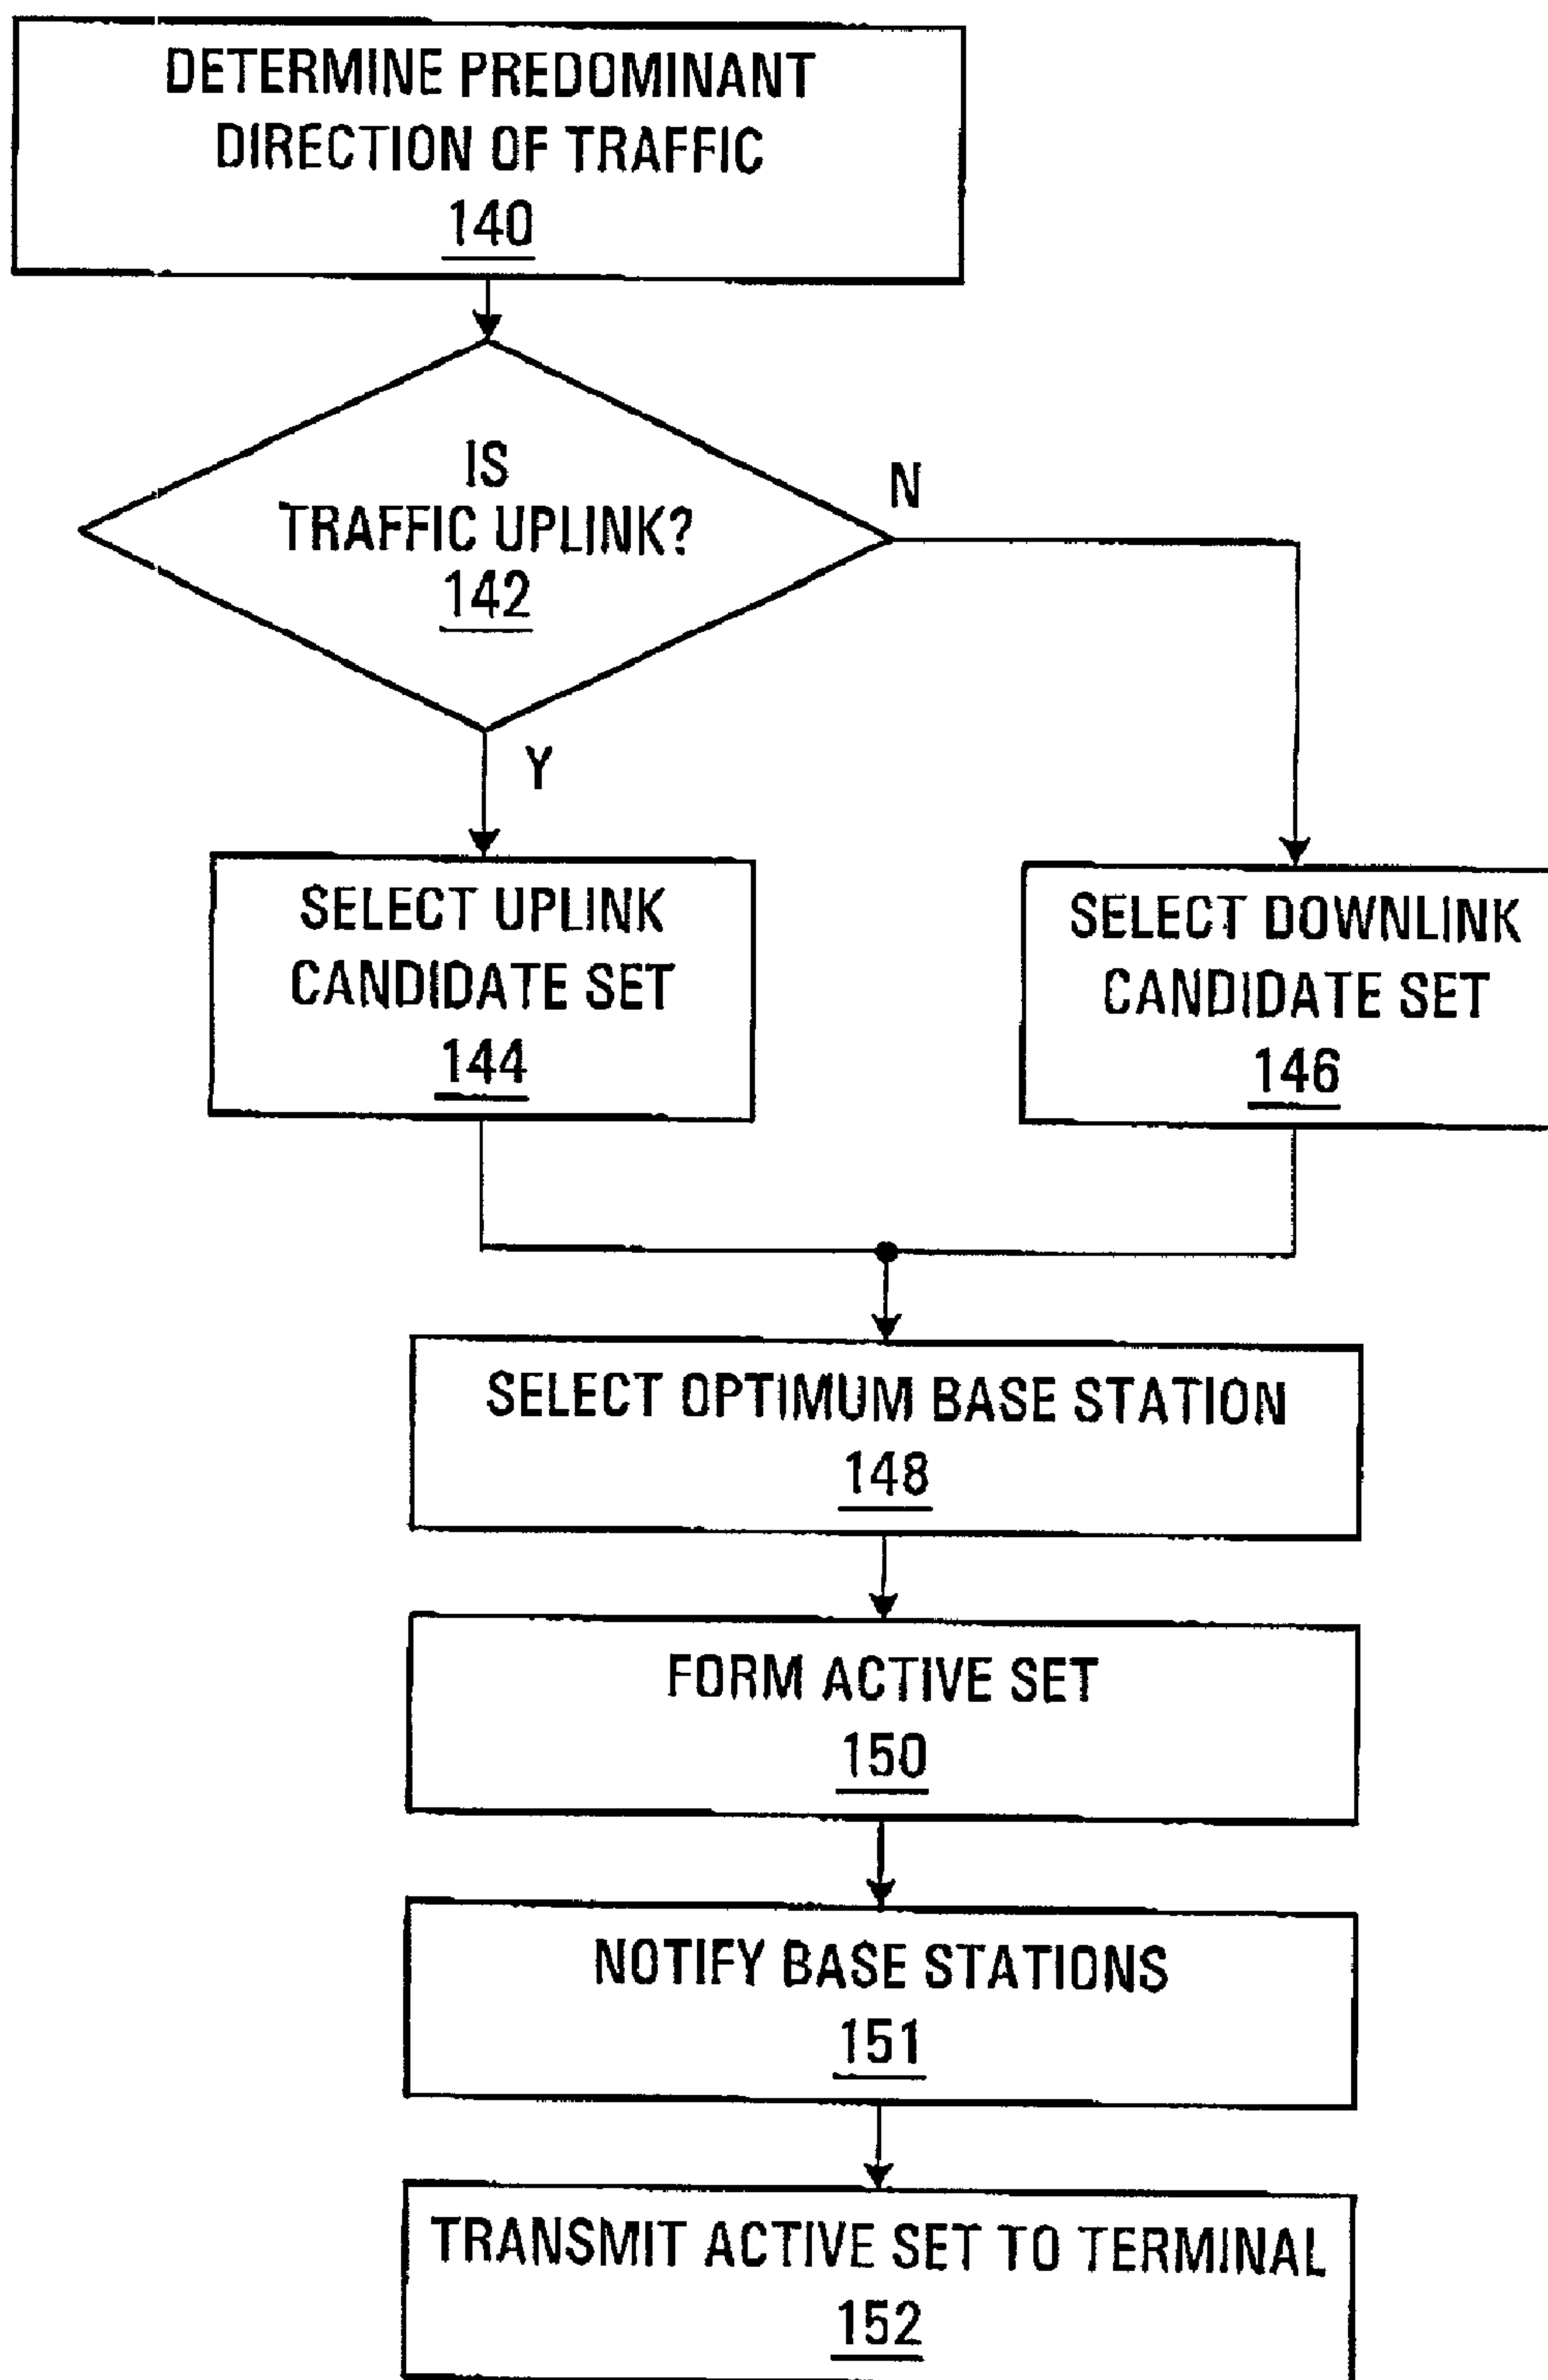 DETERMINE PREDOMINANT
DIRECTION OF TRAFFIC
140
IS
TRAFFIC UPLINK?
142
N
Y
SELECT UPLINK
CANDIDATE SET
144
SELECT DOWNLINK
CANDIDATE SET
146
SELECT OPTIMUM BASE STATION
148
FORM ACTIVE SET
150
NOTIFY BASE STATIONS
151
TRANSMIT ACTIVE SET TO TERMINAL
152